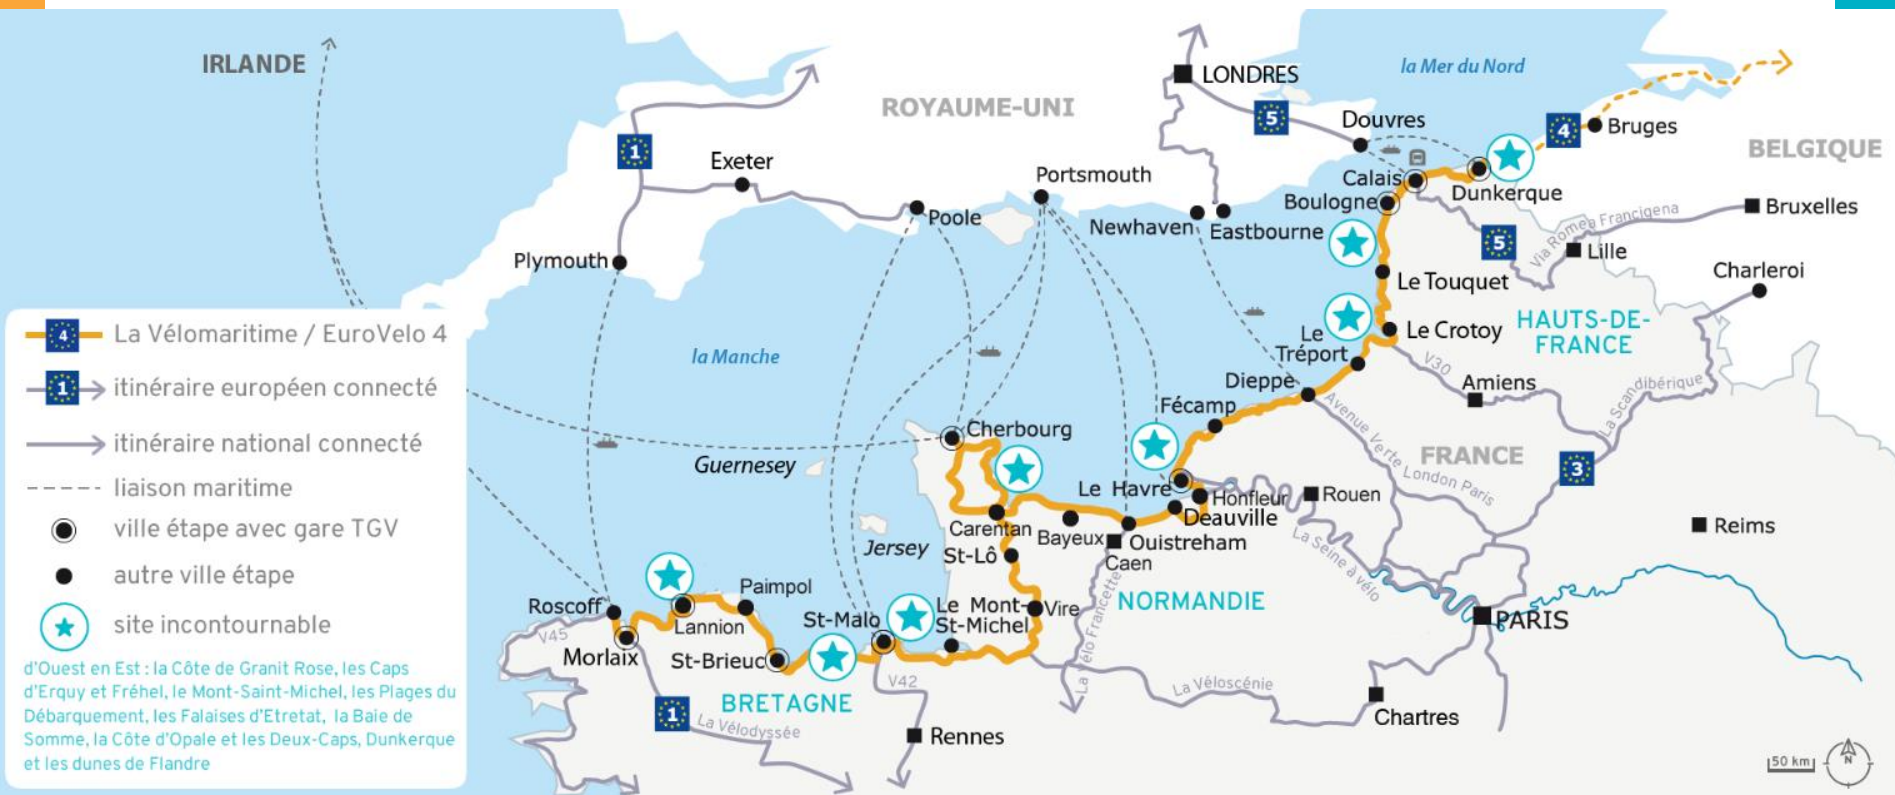 IRLANDE
la Mer du Nord
LONDRES
ROYAUME-UNI
5
Douvres
4
Bruges
BELGIQUE
1
Exeter
Portsmouth
Calais
Dunkerque
Boulogne
Poole
Newhaven
Eastbourne
5
Via Romea Francigena
Bruxelles
Lille
Plymouth
Le Touquet
Charleroi
4
La Vélomaritime / EuroVelo 4
1
itinéraire européen connecté
itinéraire national connecté
liaison maritime
ville étape avec gare TGV
autre ville étape
site incontournable
d'Ouest en Est : la Côte de Granit Rose, les Caps
d'Erquy et Fréhel, le Mont-Saint-Michel, les Plages du
Débarquement, les Falaises d'Etretat, la Baie de
Somme, la Côte d'Opale et les Deux-Caps, Dunkerque
et les dunes de Flandre
la Manche
Le Crotoy
HAUTS-DE-
FRANCE
Le
Tréport
V30
Dieppe
Amiens
La Scandibérique
Fécamp
Avenue Verte London Paris
FRANCE
3
Cherbourg
Guernesey
Le Havre
Honfleur
Rouen
Deauville
Carentan
Bayeux
Ouistreham
Caen
Reims
Jersey
St-Lô
La Seine à vélo
Paimpol
Roscoff
V45
Lannion
St-Malo
Le Mont-
St-Michel
Vire
La Vélo Francette
NORMANDIE
PARIS
Morlaix
St-Brieuc
V42
La Véloscénie
BRETAGNE
1
La Vélodyssée
Rennes
Chartres
50 km
N